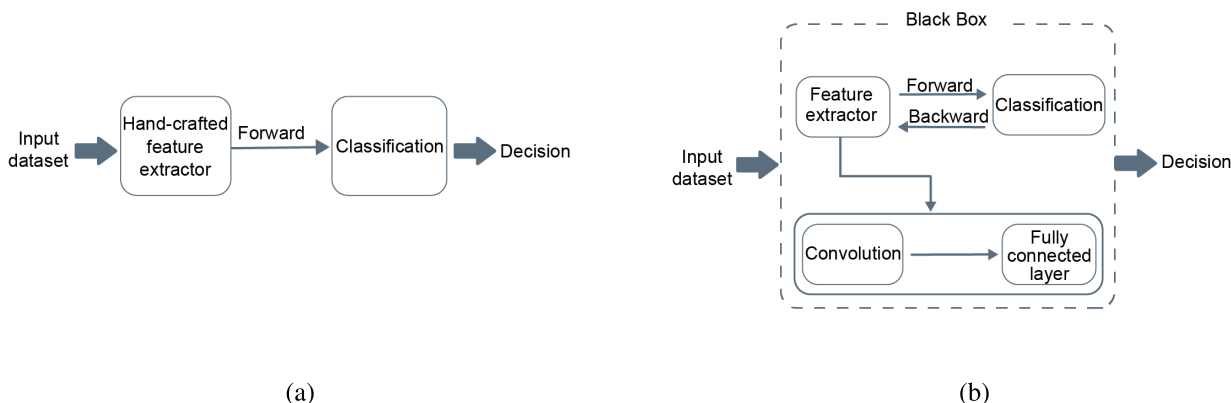 Input
dataset
Hand-crafted
feature
extractor
Forward
Classification
Decision
(a)
Black Box
Input
dataset
Feature
extractor
Forward
Backward
Classification
Convolution
Fully
connected
layer
Decision
(b)